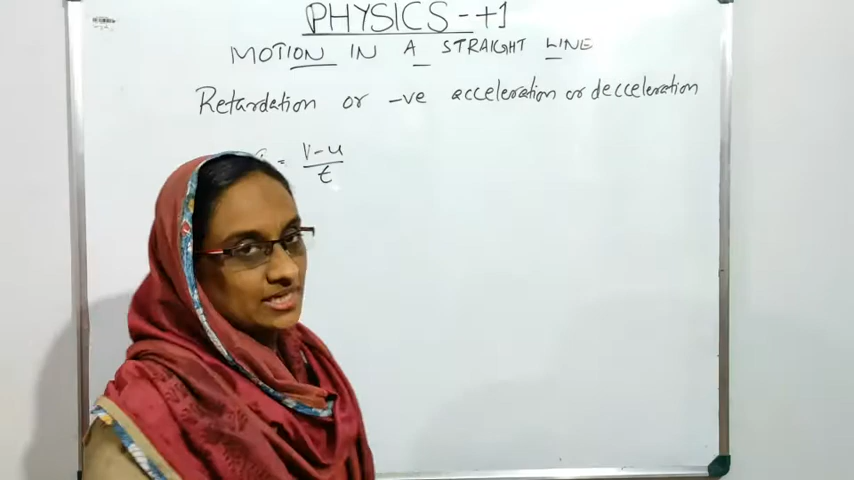 PHYSICS -+1
MOTION IN A STRAIGHT LINE
Retardation or -ve acceleration or decceleration
= V-u
t